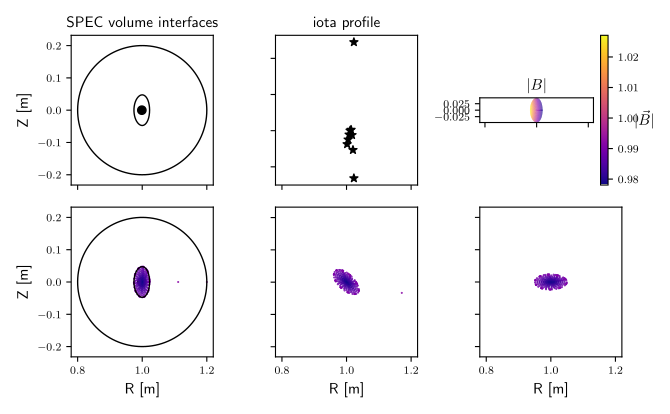 SPEC volume interfaces
iota profile
|B|
0.2
0.1
0.0
−0.1
−0.2
Z [m]
0.025
0.000
−0.025
1.02
1.01
1.00
0.99
0.98
|B⃗|
0.2
0.1
0.0
−0.1
−0.2
Z [m]
0.8 1.0 1.2
0.8 1.0 1.2
0.8 1.0 1.2
R [m]
R [m]
R [m]